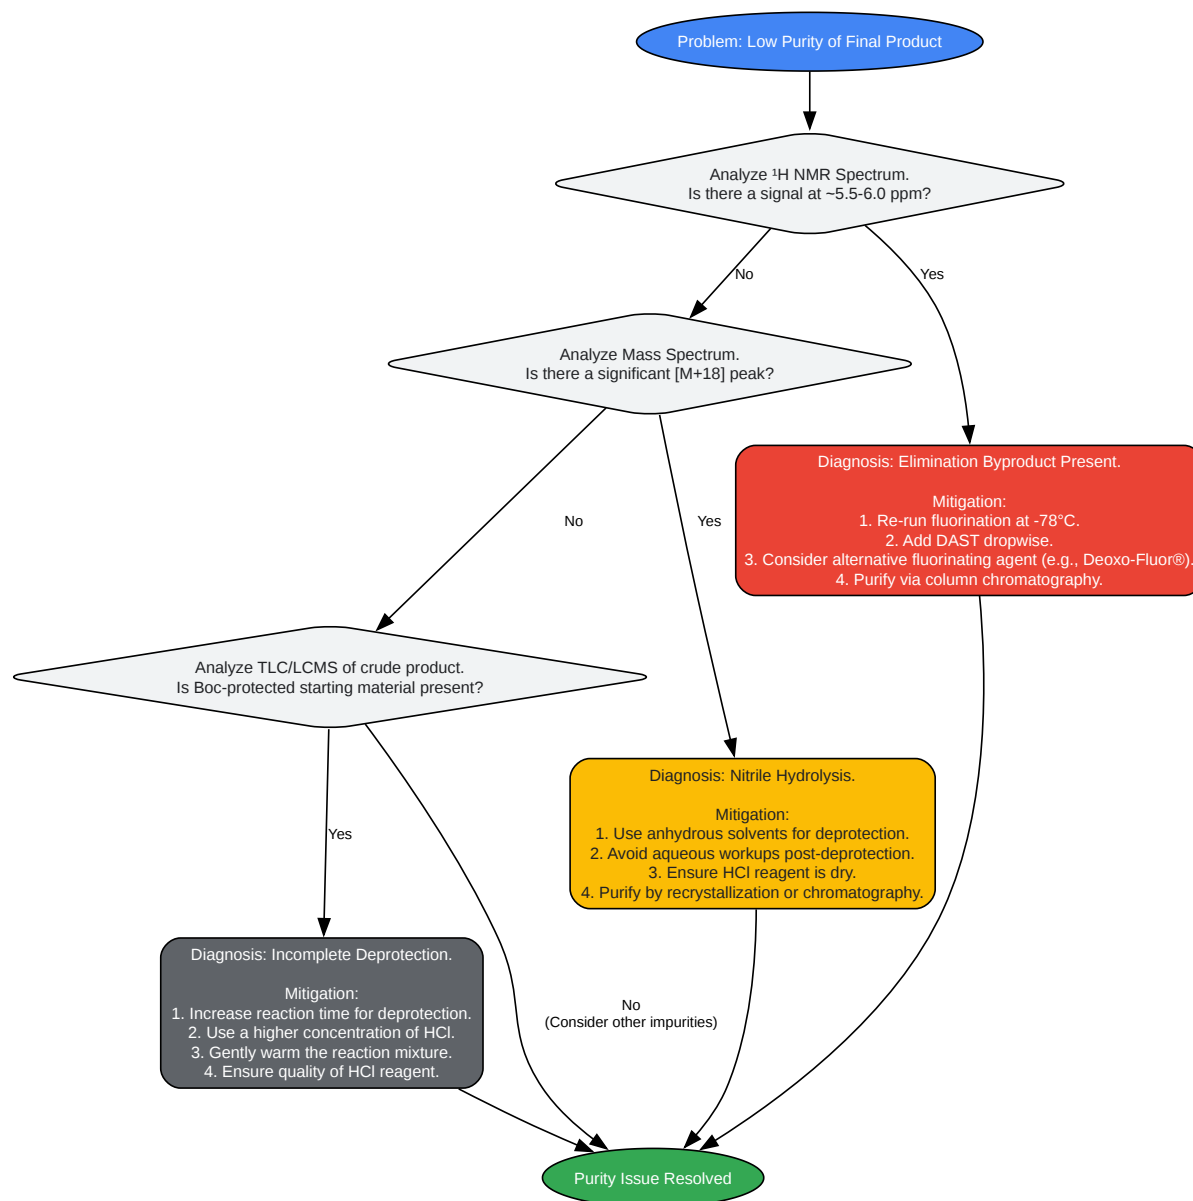 Problem: Low Purity of Final Product
Analyze ¹H NMR Spectrum.
Is there a signal at ~5.5-6.0 ppm?
No
Yes
Analyze Mass Spectrum.
Is there a significant [M+18] peak?
No
Yes
Diagnosis: Elimination Byproduct Present.
Mitigation:
1. Re-run fluorination at -78°C.
2. Add DAST dropwise.
3. Consider alternative fluorinating agent (e.g., Deoxo-Fluor®).
4. Purify via column chromatography.
Analyze TLC/LCMS of crude product.
Is Boc-protected starting material present?
Yes
No
(Consider other impurities)
Diagnosis: Nitrile Hydrolysis.
Mitigation:
1. Use anhydrous solvents for deprotection.
2. Avoid aqueous workups post-deprotection.
3. Ensure HCl reagent is dry.
4. Purify by recrystallization or chromatography.
Diagnosis: Incomplete Deprotection.
Mitigation:
1. Increase reaction time for deprotection.
2. Use a higher concentration of HCl.
3. Gently warm the reaction mixture.
4. Ensure quality of HCl reagent.
Purity Issue Resolved